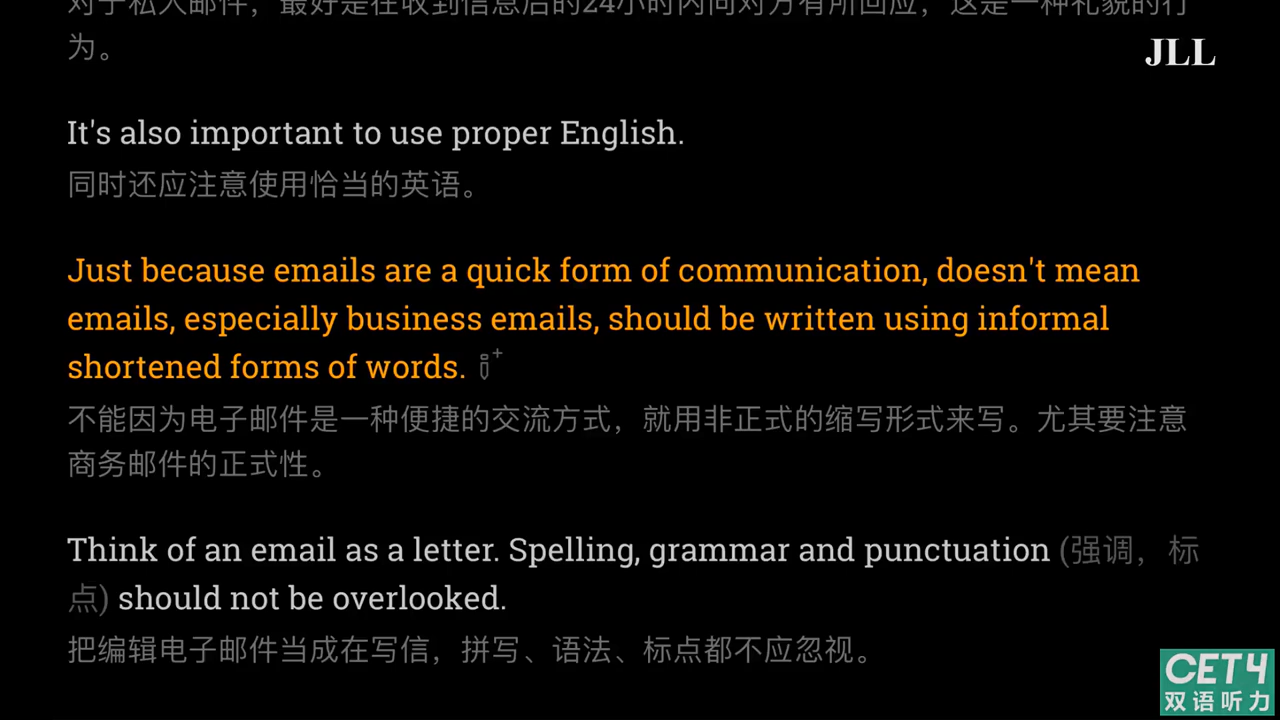 对于私人邮件，最好是在收到信息后的24小时内向对方有所回应，这是一种礼貌的行
为。
JLL
It's also important to use proper English.
同时还应注意使用恰当的英语。
Just because emails are a quick form of communication, doesn't mean
emails, especially business emails, should be written using informal
shortened forms of words.
不能因为电子邮件是一种便捷的交流方式，就用非正式的缩写形式来写。尤其要注意
商务邮件的正式性。
Think of an email as a letter. Spelling, grammar and punctuation (强调，标
点) should not be overlooked.
把编辑电子邮件当成在写信，拼写、语法、标点都不应忽视。
CET4
双语听力